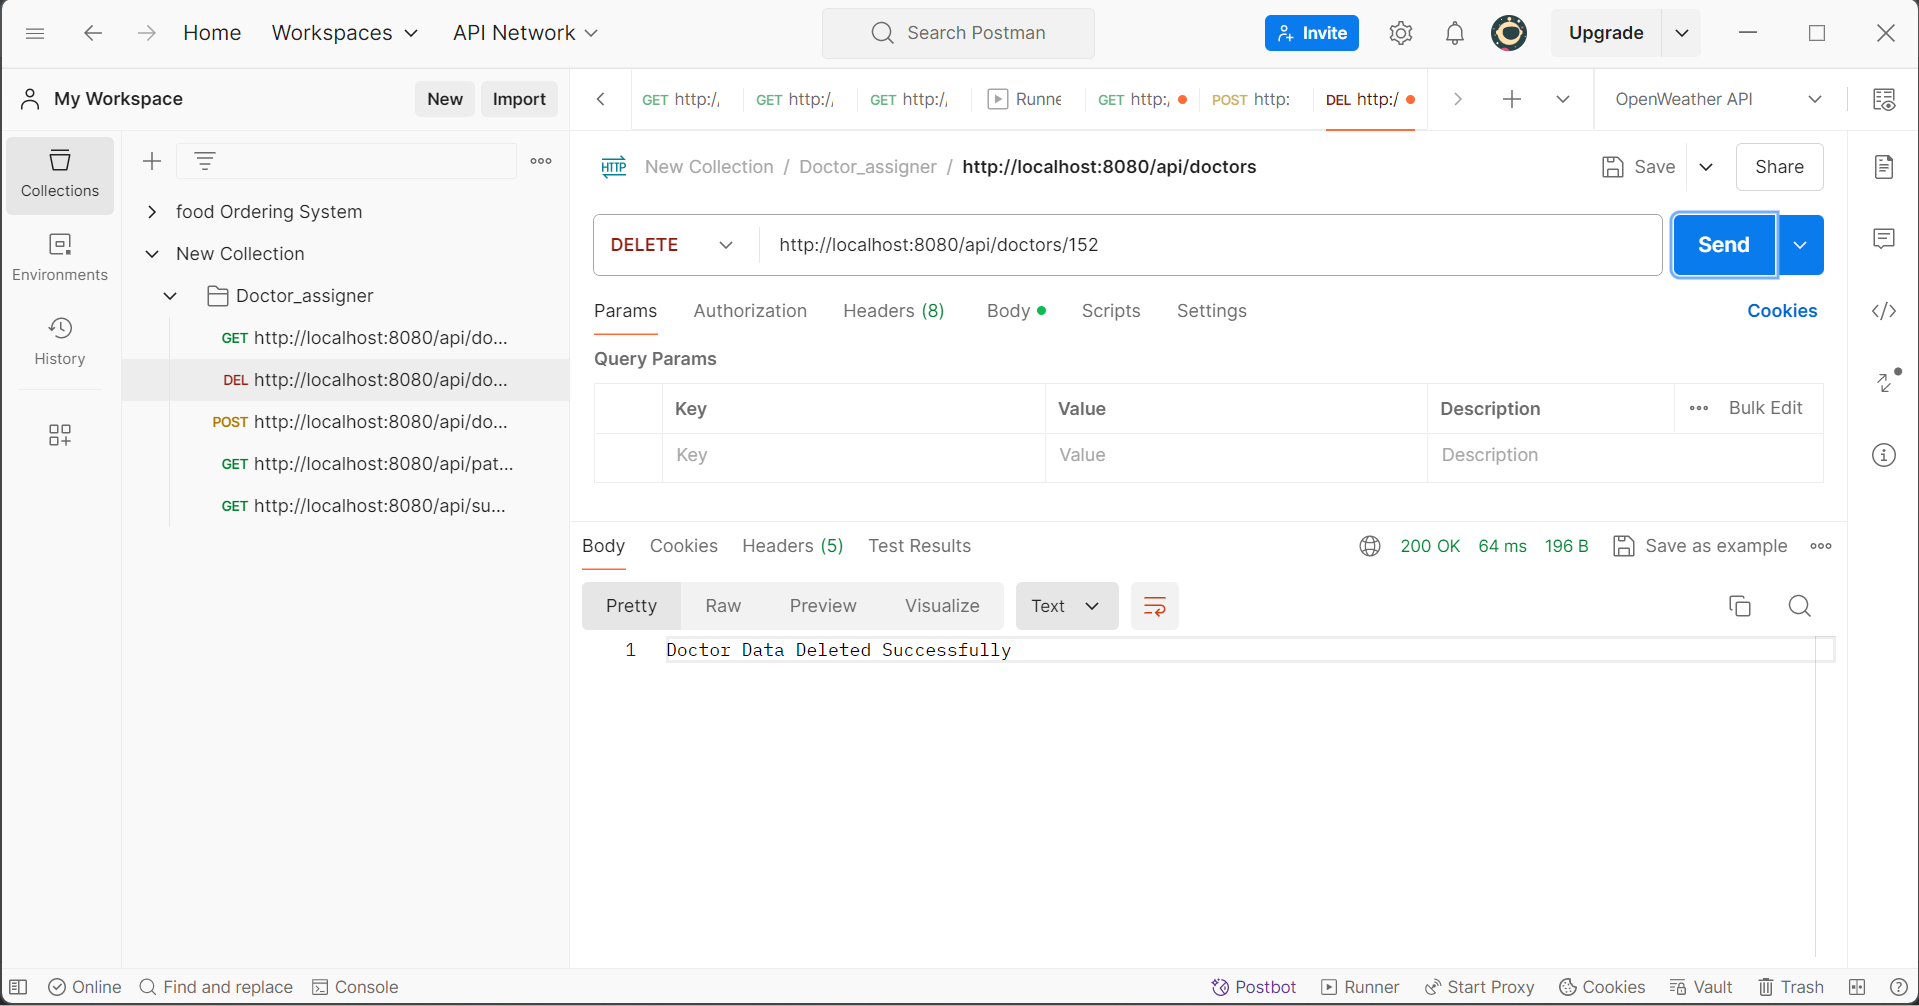 Home
Workspaces
API Network
Search Postman
Invite
Upgrade
My Workspace
New
Import
GET http:/
GET http:/
GET http:/
Runne
GET http:
POST http:
DEL http:/
OpenWeather API
Collections
Environments
History
food Ordering System
New Collection
Doctor_assigner
GET http://localhost:8080/api/do...
DEL http://localhost:8080/api/do...
POST http://localhost:8080/api/do...
GET http://localhost:8080/api/pat...
GET http://localhost:8080/api/su...
HTTP New Collection / Doctor_assigner / http://localhost:8080/api/doctors
Save
Share
DELETE
http://localhost:8080/api/doctors/152
Send
Params Authorization Headers (8) Body Scripts Settings
Cookies
Query Params
Key Value Description ••• Bulk Edit
Key Value Description
Body Cookies Headers (5) Test Results
200 OK 64 ms 196 B Save as example
Pretty Raw Preview Visualize Text
1 Doctor Data Deleted Successfully
Online Find and replace Console
Postbot Runner Start Proxy Cookies Vault Trash